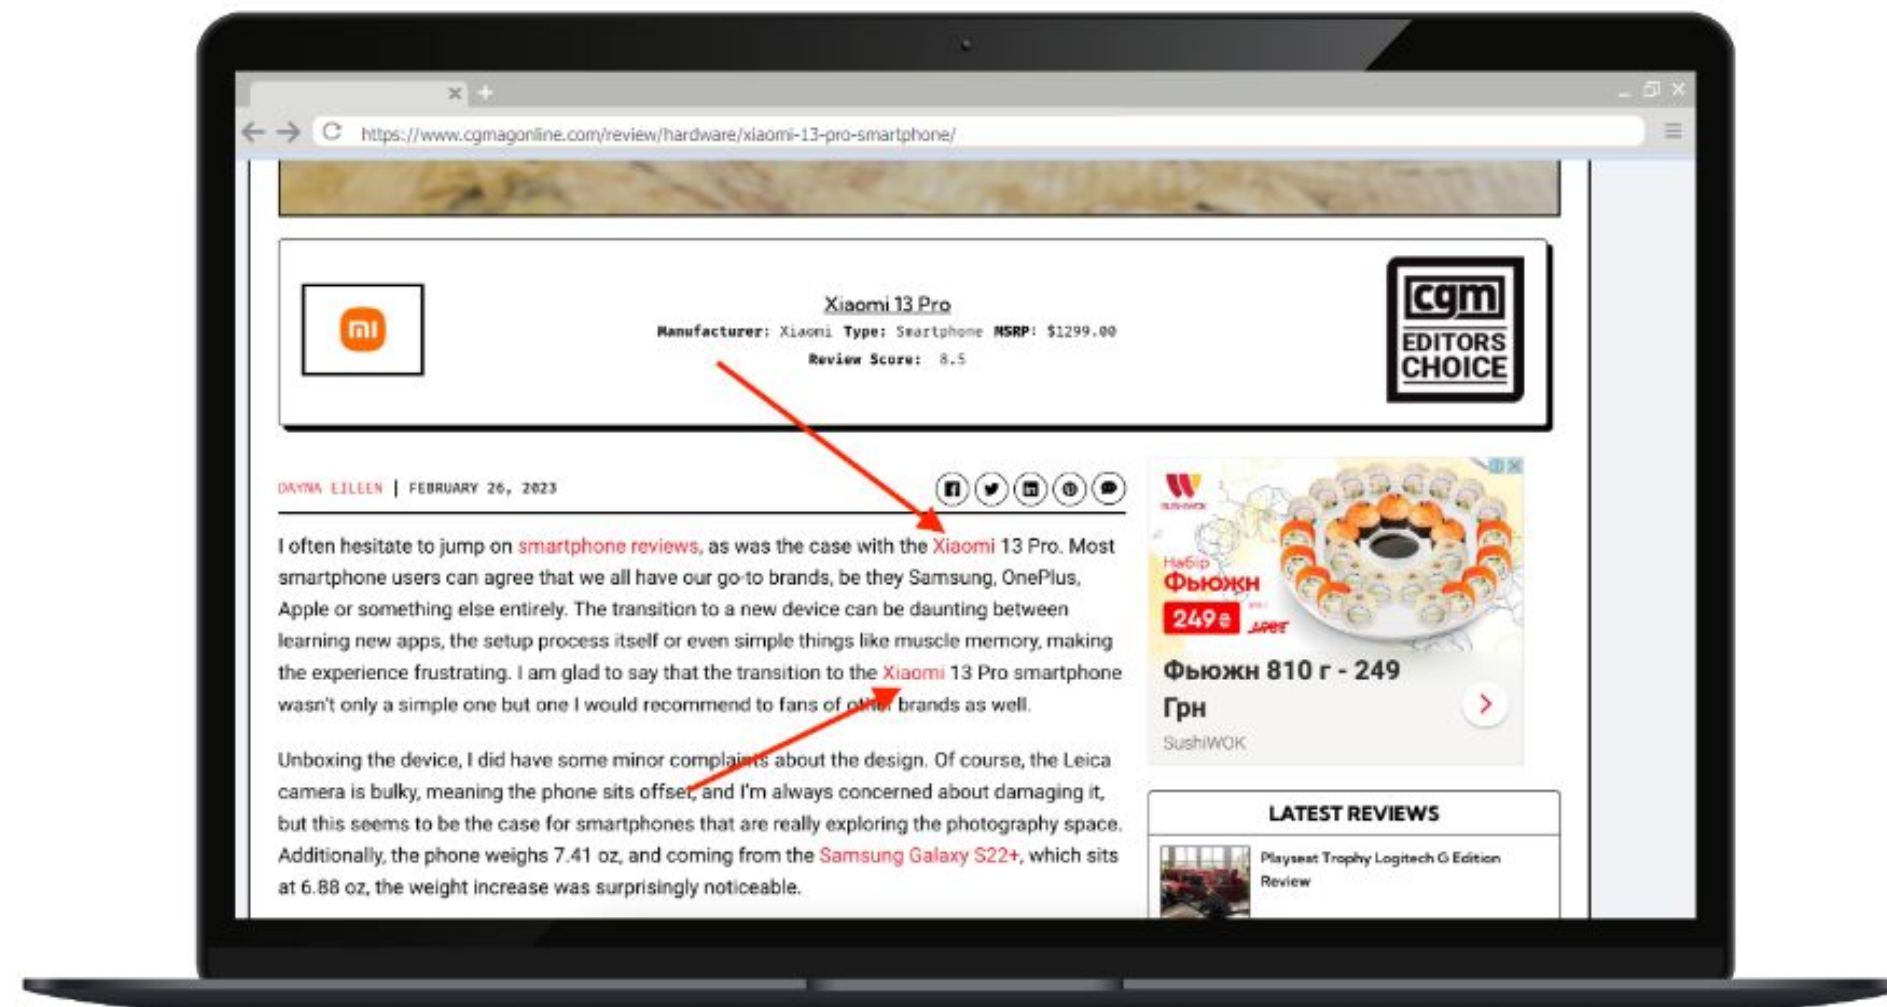 https://www.cgmagonline.com/review/hardware/xiaomi-13-pro-smartphone/
mi
Xiaomi 13 Pro
Manufacturer: Xiaomi Type: Smartphone MSRP: $1299.00
Review Score: 8.5
cgm
EDITORS
CHOICE
DAYNA EILEEN | FEBRUARY 26, 2023
I often hesitate to jump on smartphone reviews, as was the case with the Xiaomi 13 Pro. Most
smartphone users can agree that we all have our go-to brands, be they Samsung, OnePlus,
Apple or something else entirely. The transition to a new device can be daunting between
learning new apps, the setup process itself or even simple things like muscle memory, making
the experience frustrating. I am glad to say that the transition to the Xiaomi 13 Pro smartphone
wasn't only a simple one but one I would recommend to fans of other brands as well.
Unboxing the device, I did have some minor complaints about the design. Of course, the Leica
camera is bulky, meaning the phone sits offset, and I'm always concerned about damaging it,
but this seems to be the case for smartphones that are really exploring the photography space.
Additionally, the phone weighs 7.41 oz, and coming from the Samsung Galaxy S22+, which sits
at 6.88 oz, the weight increase was surprisingly noticeable.
SUSHIWOK
Набір
Фьюжн
249₴
Фьюжн 810 г - 249
Грн
SushiWOK
LATEST REVIEWS
Playseat Trophy Logitech G Edition
Review